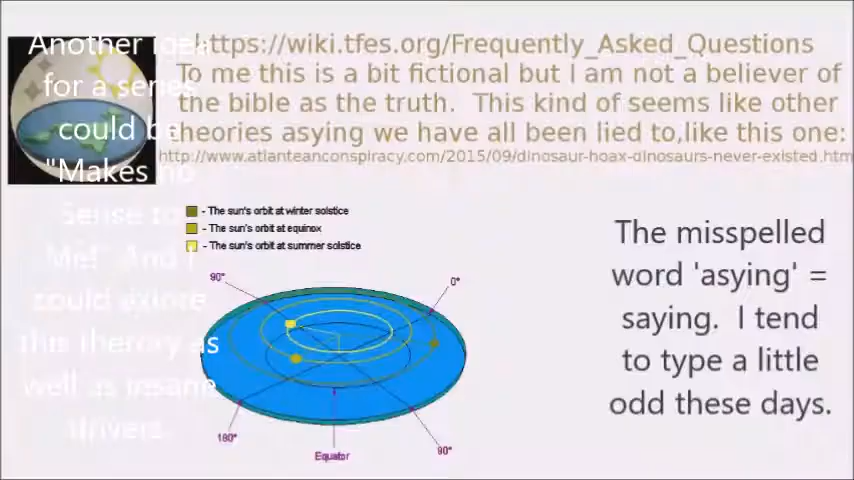 https://wiki.tfes.org/Frequently_Asked_Questions
To me this is a bit fictional but I am not a believer of
the bible as the truth. This kind of seems like other
theories asying we have all been lied to,like this one:
http://www.atlanteanconspiracy.com/2015/09/dinosaur-hoax-dinosaurs-never-existed.htm
Another idea
for a series
could be
"Makes no
Sense to
Me!" And I
could
this
as
well as insane
drivers.
- The sun's orbit at winter solstice
- The sun's orbit at equinox
- The sun's orbit at summer solstice
90°
0°
180°
90°
Equator
The misspelled
word 'asying' =
saying. I tend
to type a little
odd these days.